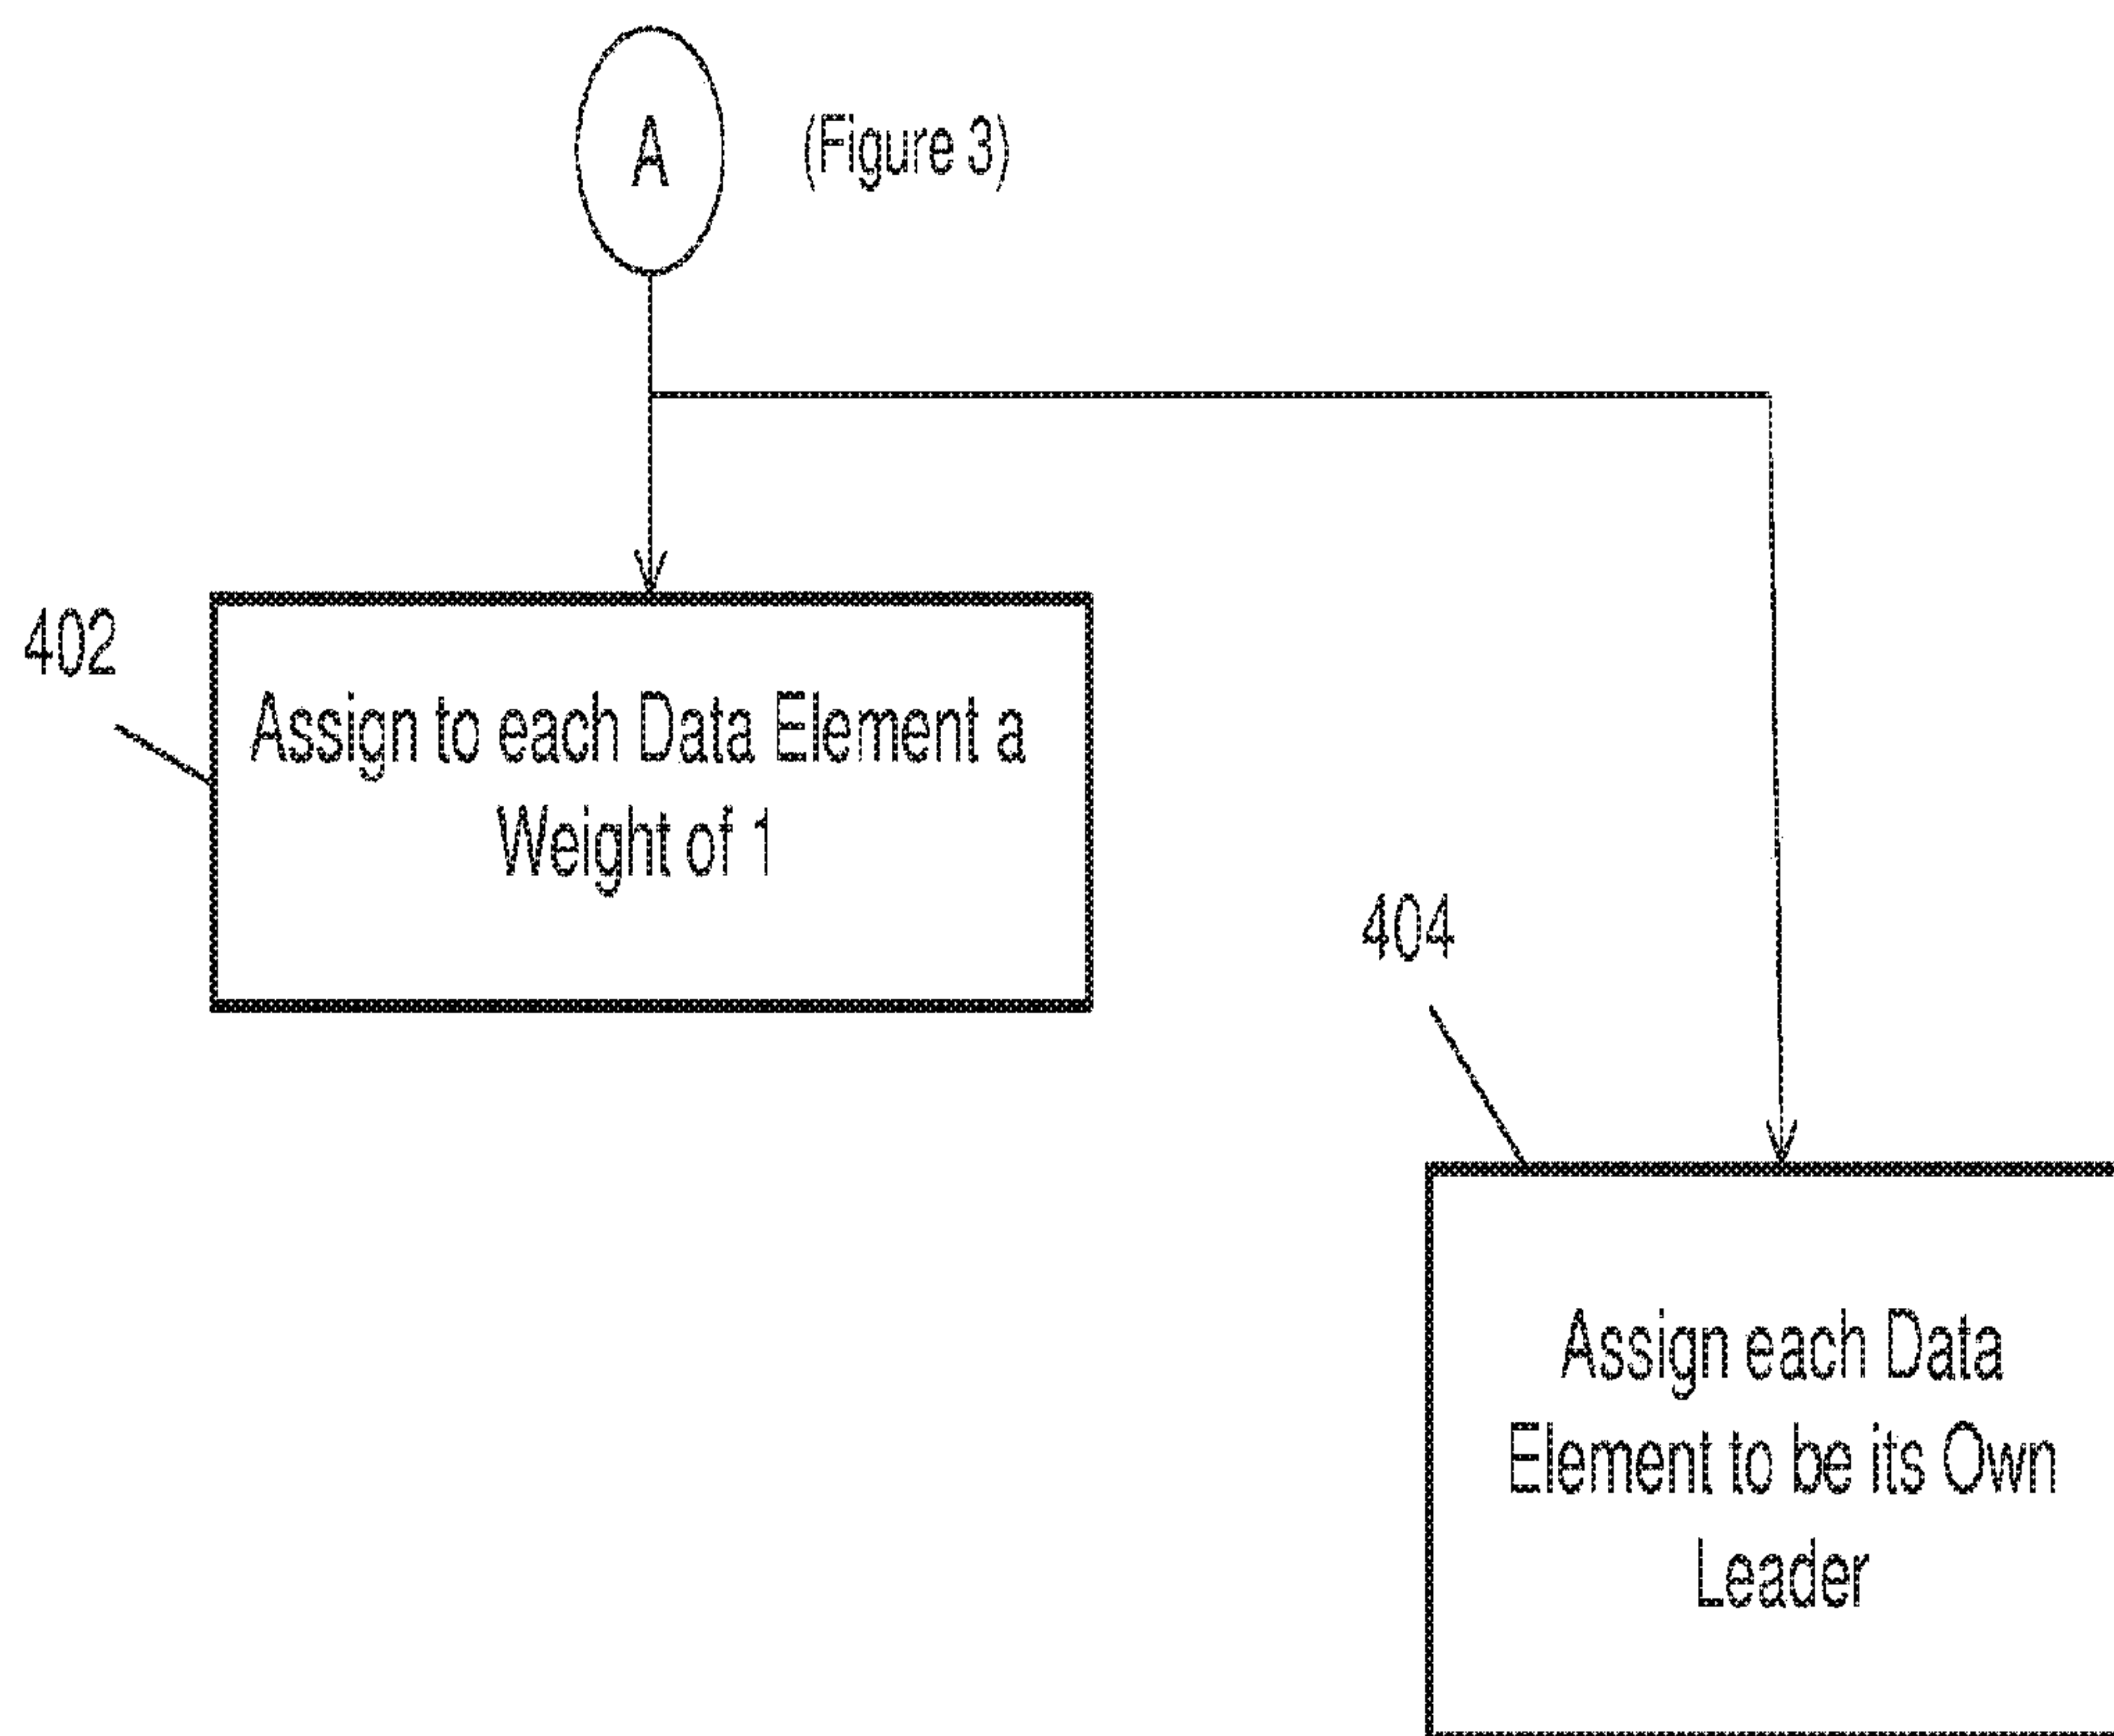 A
(Figure 3)
402
Assign to each Data Element a
Weight of 1
404
Assign each Data
Element to be its Own
Leader